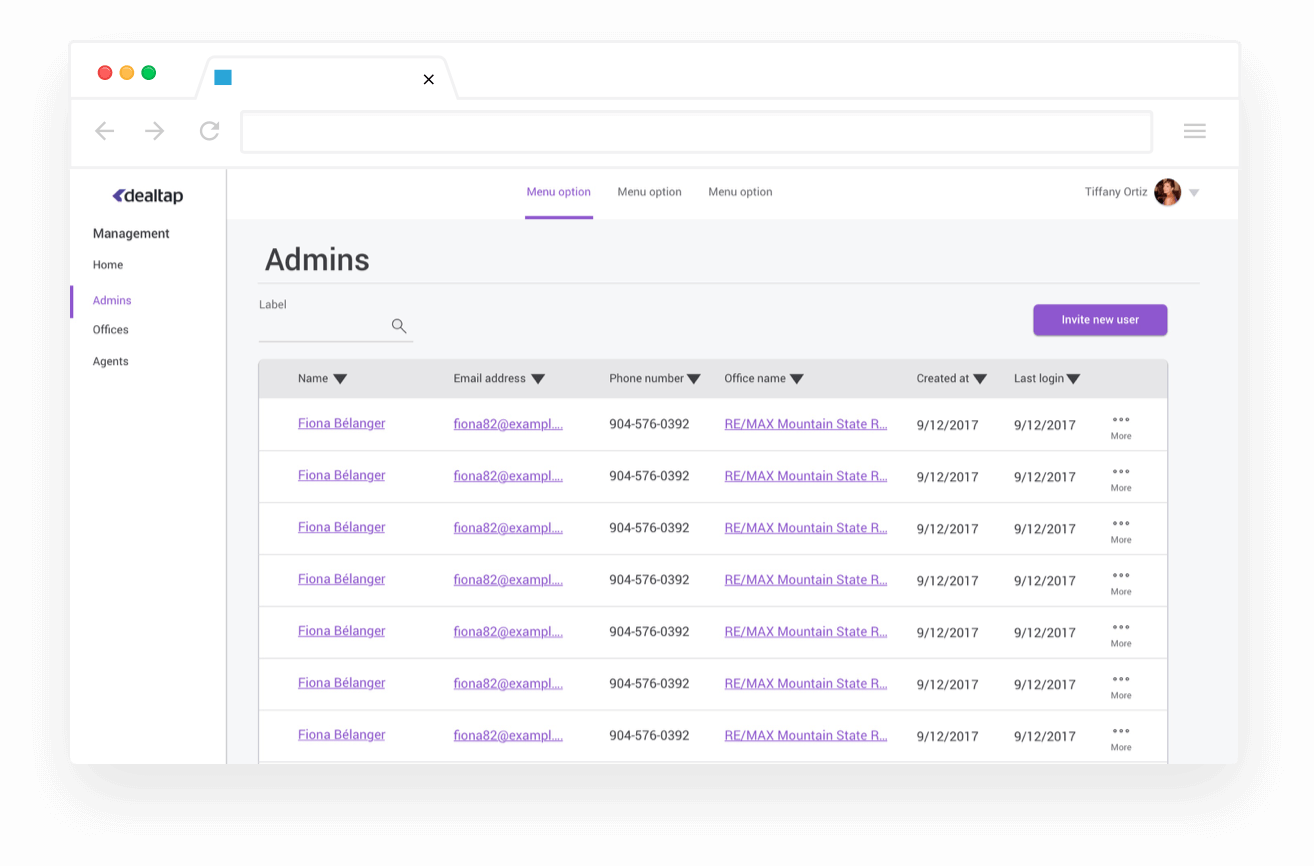 dealtap
Menu option Menu option Menu option
Tiffany Ortiz
Management
Home
Admins
Offices
Agents
Admins
Label
Invite new user
Name Email address Phone number Office name Created at Last login
Fiona Bélanger fiona82@exampl.... 904-576-0392 RE/MAX Mountain State R... 9/12/2017 9/12/2017 More
Fiona Bélanger fiona82@exampl.... 904-576-0392 RE/MAX Mountain State R... 9/12/2017 9/12/2017 More
Fiona Bélanger fiona82@exampl.... 904-576-0392 RE/MAX Mountain State R... 9/12/2017 9/12/2017 More
Fiona Bélanger fiona82@exampl.... 904-576-0392 RE/MAX Mountain State R... 9/12/2017 9/12/2017 More
Fiona Bélanger fiona82@exampl.... 904-576-0392 RE/MAX Mountain State R... 9/12/2017 9/12/2017 More
Fiona Bélanger fiona82@exampl.... 904-576-0392 RE/MAX Mountain State R... 9/12/2017 9/12/2017 More
Fiona Bélanger fiona82@exampl.... 904-576-0392 RE/MAX Mountain State R... 9/12/2017 9/12/2017 More